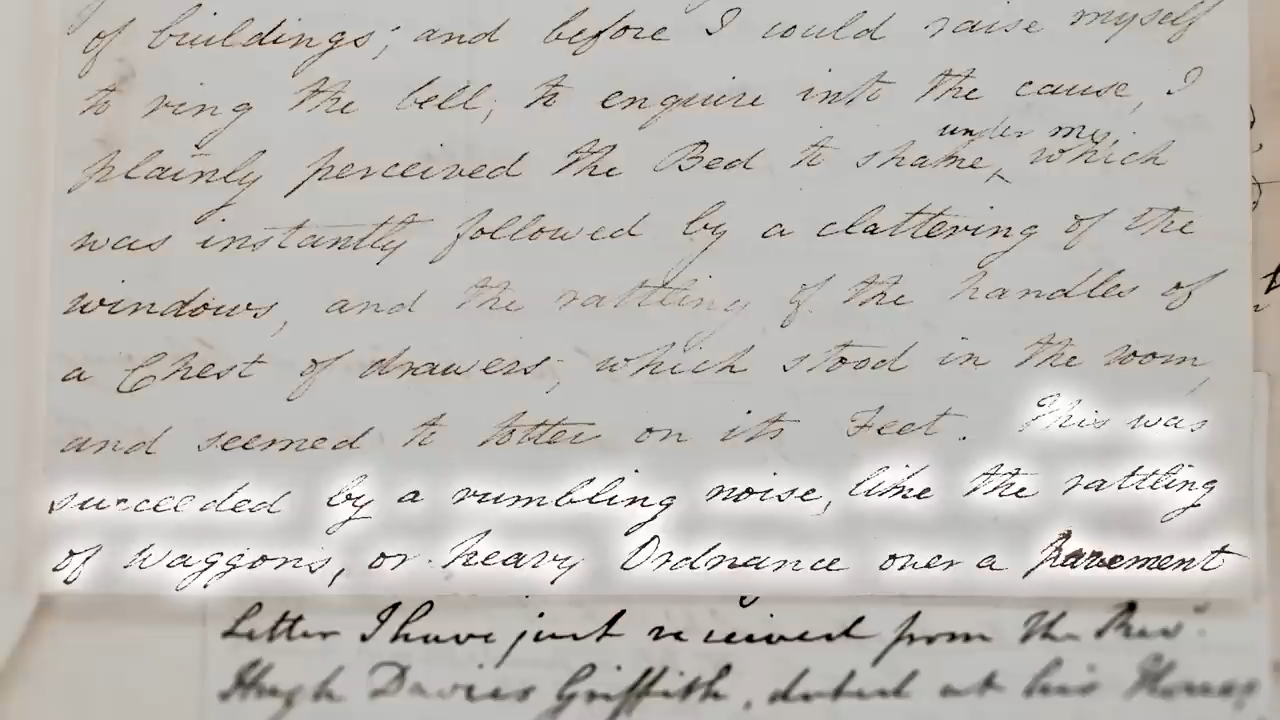 of buildings; and before I could raise myself
to ring the bell, to enquire into the cause, I
under me,
plainly perceived the Bed to shake, which
was instantly followed by a clattering of the
windows, and the rattling of the handles of
a Chest of drawers, which stood in the room,
and seemed to totter on its Feet. This was
succeeded by a rumbling noise, like the rattling
of Waggons, or heavy Ordnance over a pavement
Letter I have just received from the Revd.
Hugh Davies Griffith, dated at his House,